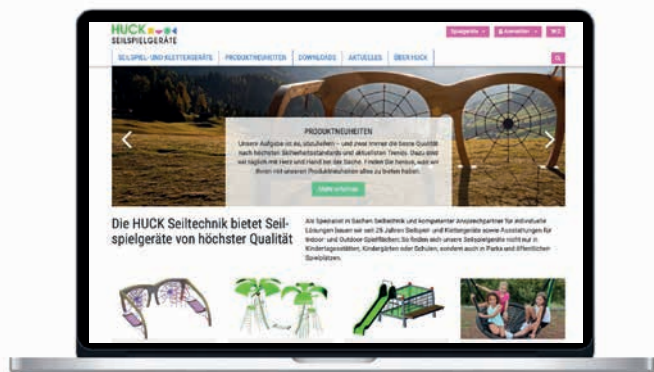 HUCK
SEILSPIELGERÄTE
Spielgeräte
Anmelden
0
SEILSPIEL- UND KLETTERGERÄTE PRODUKTNEUHEITEN DOWNLOADS AKTUELLES ÜBER HUCK
PRODUKTNEUHEITEN
Unsere Aufgabe ist es, abzuliefern – und zwar immer die beste Qualität
nach höchsten Sicherheitsstandards und aktuellsten Trends. Dazu sind
wir täglich mit Herz und Hand bei der Sache. Finden Sie heraus, was wir
Ihnen mit unseren Produktneuheiten alles zu bieten haben.
Mehr erfahren
Die HUCK Seiltechnik bietet Seil-
spielgeräte von höchster Qualität
Als Spezialist in Sachen Seiltechnik und kompetenter Ansprechpartner für individuelle
Lösungen bauen wir seit 25 Jahren Seilspiel- und Klettergeräte sowie Ausstattungen für
Indoor- und Outdoor-Spielflächen. So finden sich unsere Seilspielgeräte nicht nur in
Kindertagesstätten, Kindergärten oder Schulen, sondern auch in Parks und öffentlichen
Spielplätzen.